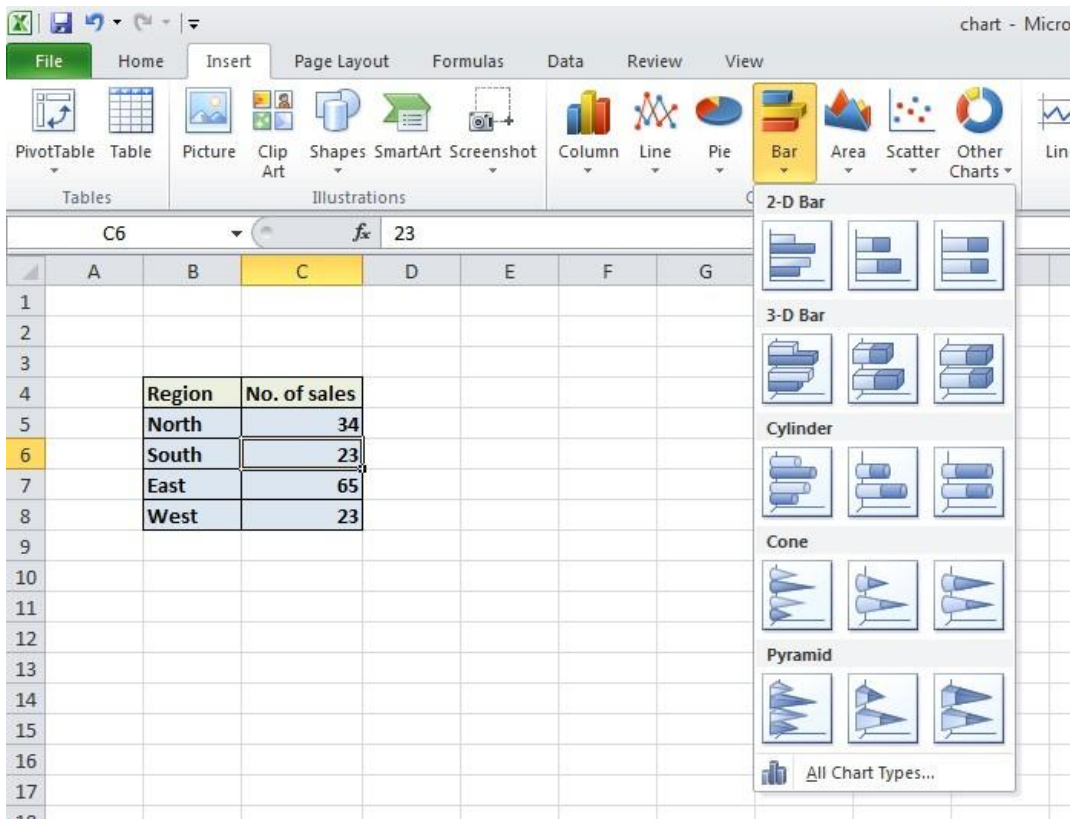 chart - Micro
File Home Insert Page Layout Formulas Data Review View
PivotTable Table Picture Clip Art Shapes SmartArt Screenshot Column Line Pie Bar Area Scatter Other Charts Lin
Tables Illustrations C
C6 fx 23
A B C D E F G
2-D Bar
3-D Bar
Cylinder
Cone
Pyramid
All Chart Types...
1
2
3
4 Region No. of sales
5 North 34
6 South 23
7 East 65
8 West 23
9
10
11
12
13
14
15
16
17